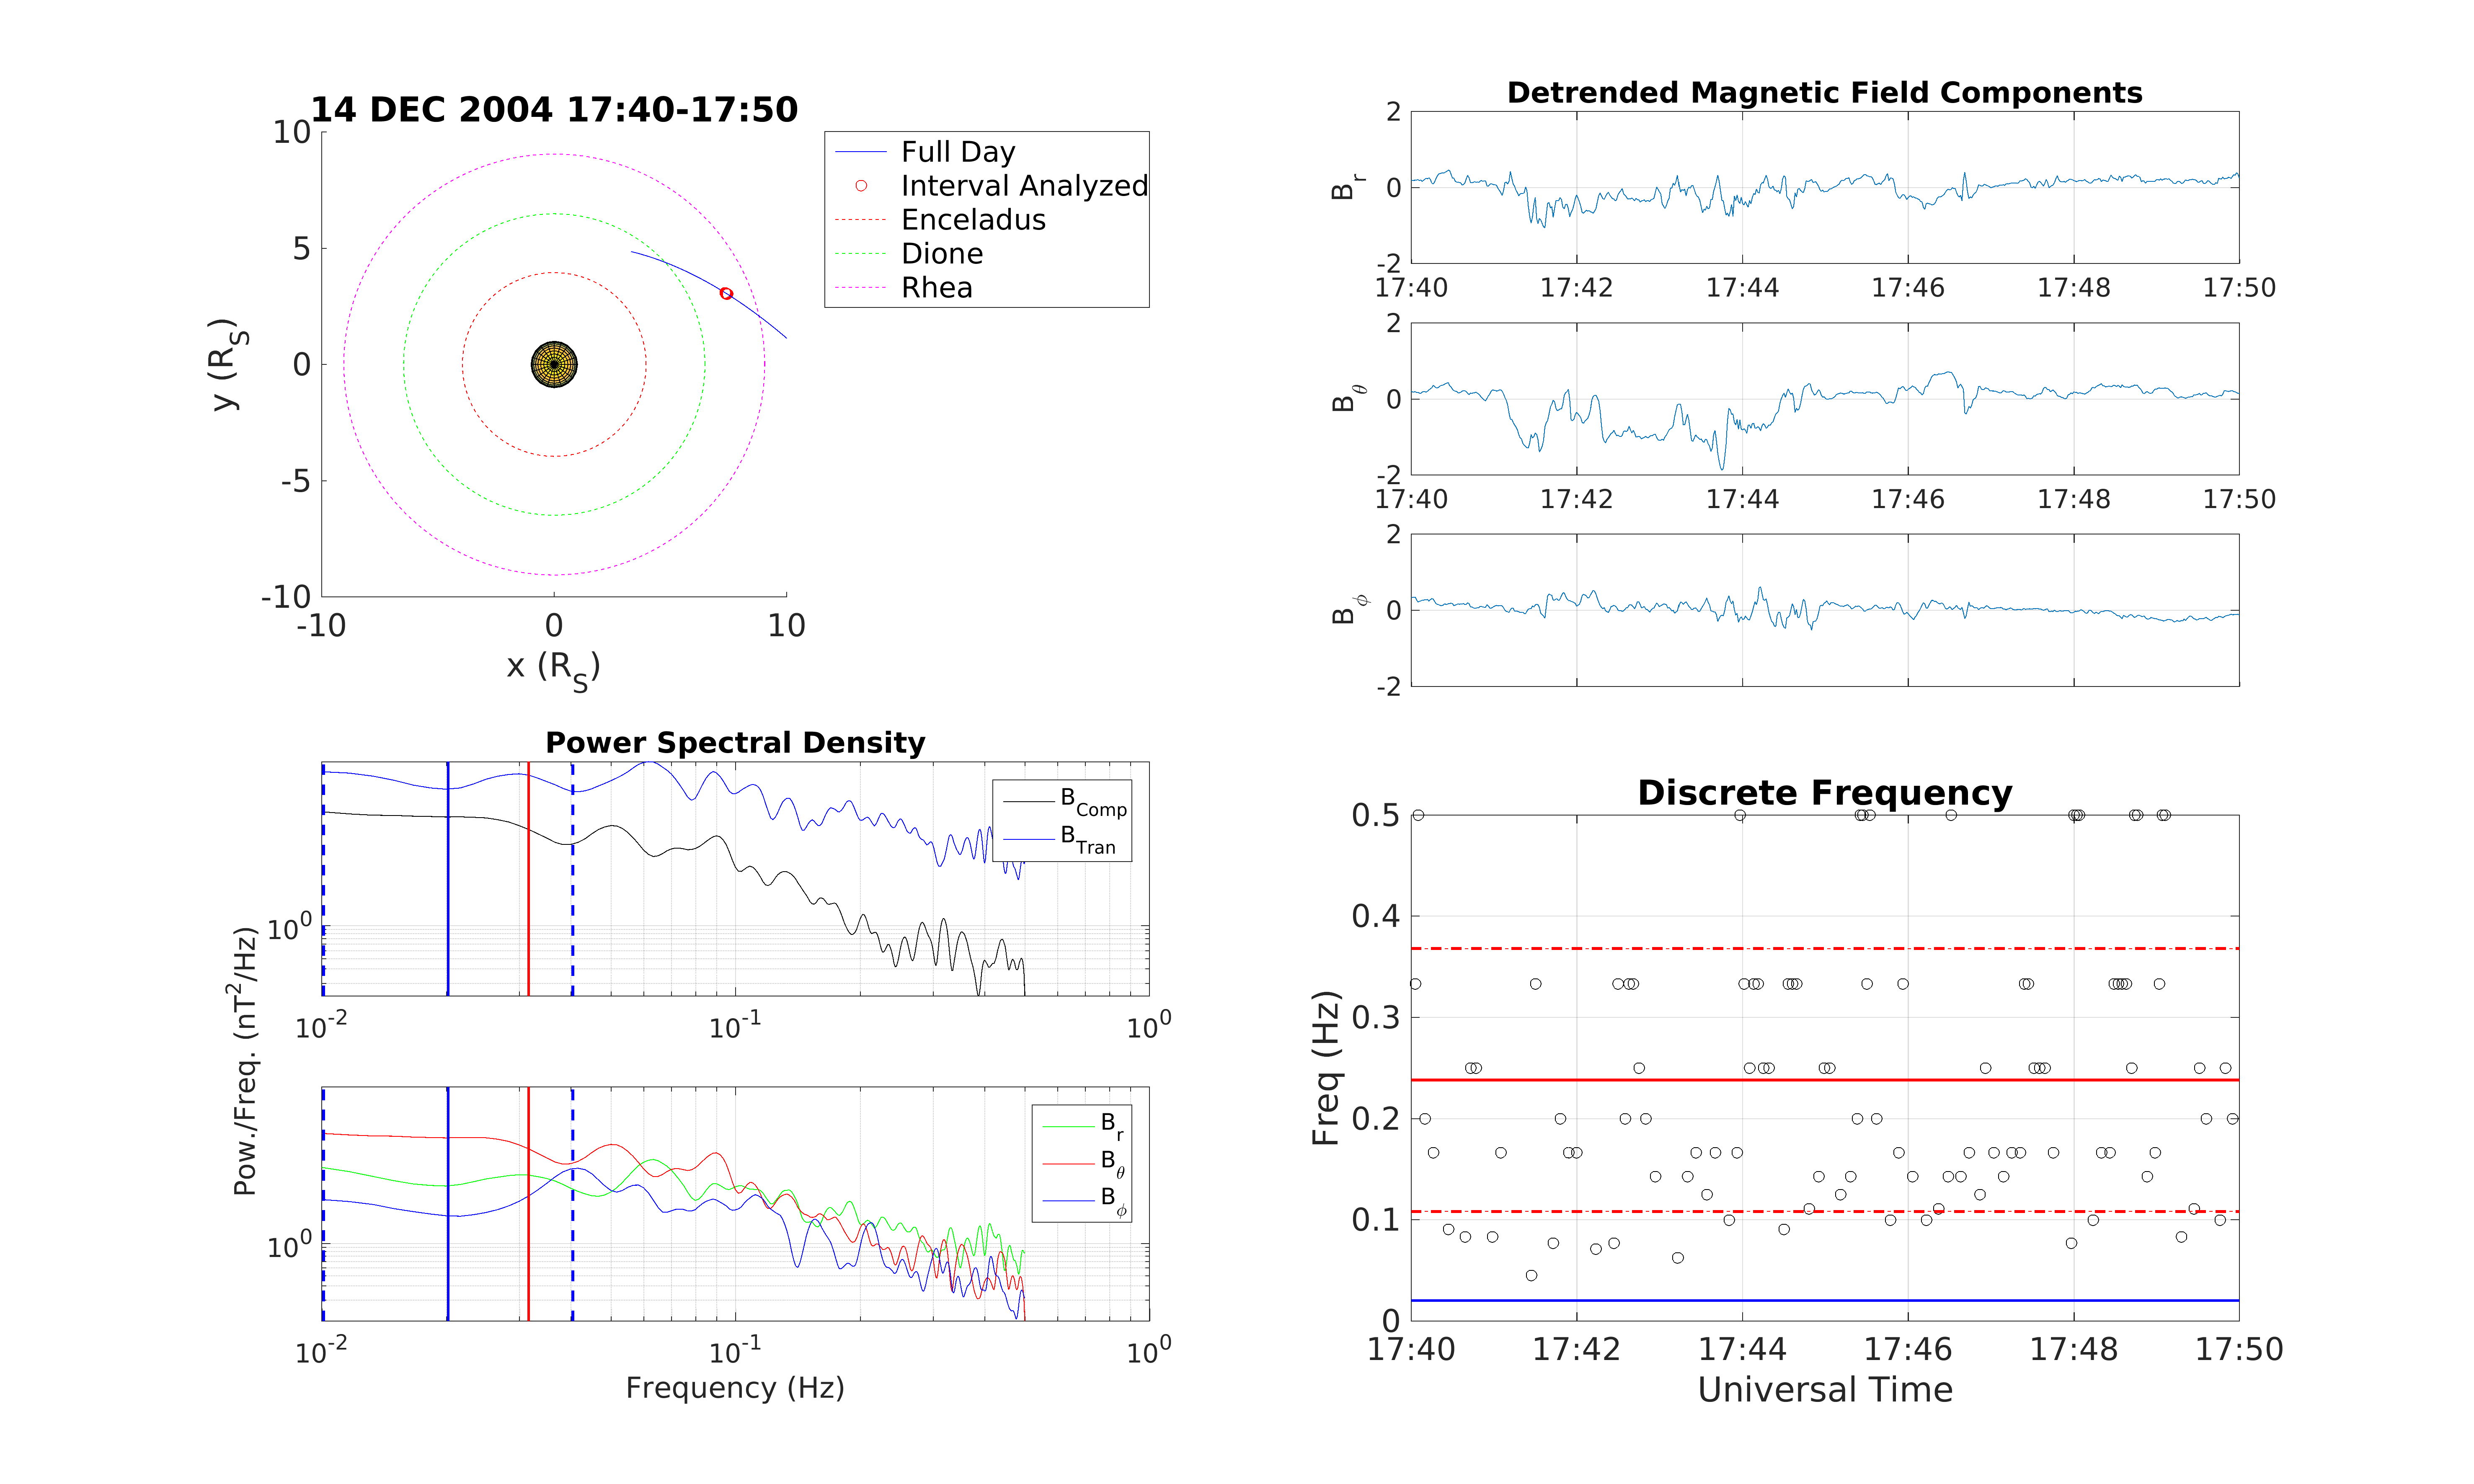 14 DEC 2004 17:40-17:50
10
5
0
-5
-10
-10
0
10
y (R_S)
x (R_S)
Full Day
Interval Analyzed
Enceladus
Dione
Rhea
Detrended Magnetic Field Components
2
0
-2
B_r
17:40 17:42 17:44 17:46 17:48 17:50
2
0
-2
B_θ
17:40 17:42 17:44 17:46 17:48 17:50
2
0
-2
B_ϕ
Power Spectral Density
10^0
B_Comp
B_Tran
10^-2 10^-1 10^0
Pow./Freq. (nT^2/Hz)
10^0
B_r
B_θ
B_ϕ
10^-2 10^-1 10^0
Frequency (Hz)
Discrete Frequency
0.5
0.4
0.3
0.2
0.1
0
Freq (Hz)
17:40 17:42 17:44 17:46 17:48 17:50
Universal Time